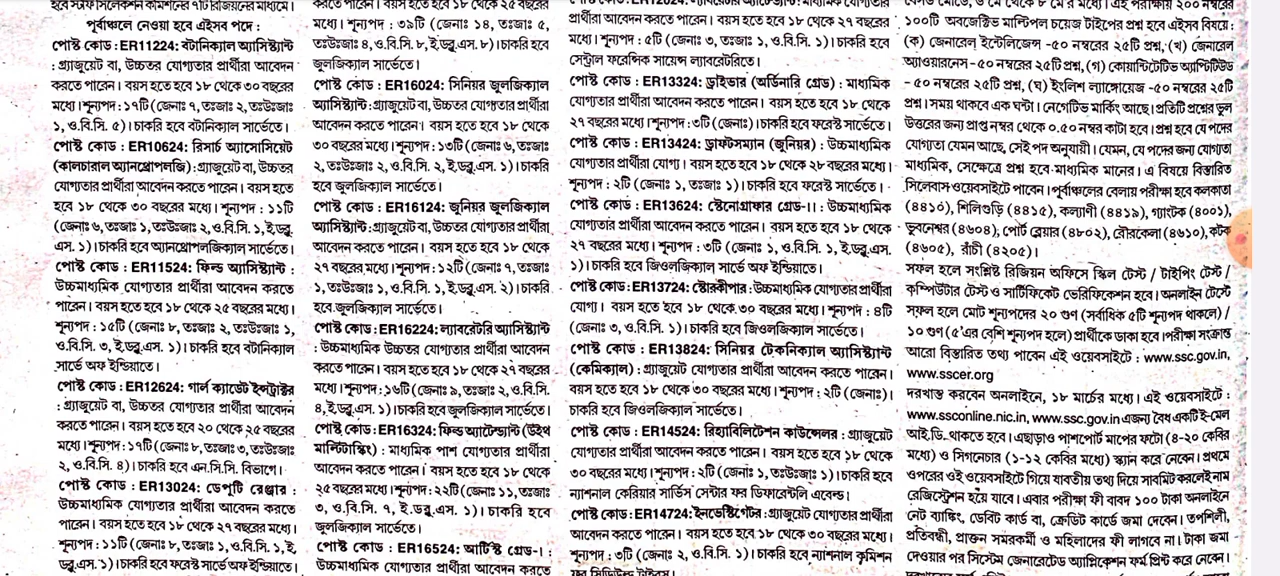 হবে স্টাফ সিলেকশন কমিশনের ৭টি রিজিয়নের মাধ্যমে।
পূর্বাঞ্চলে নেওয়া হবে এইসব পদে :
পোস্ট কোড : ER11224: বটানিক্যাল অ্যাসিস্ট্যান্ট
: গ্র্যাজুয়েট বা, উচ্চতর যোগ্যতার প্রার্থীরা আবেদন
করতে পারেন। বয়স হতে হবে ১৮ থেকে ৩০ বছরের
মধ্যে। শূন্যপদ : ১৭টি (জেনাঃ ৭, তঃজাঃ ২, তঃউঃজাঃ
১, ও.বি.সি. ৫)। চাকরি হবে বটানিক্যাল সার্ভেতে।
পোস্ট কোড : ER10624: রিসার্চ অ্যাসোসিয়েট
(কালচারাল অ্যানপ্রোপলজি): গ্র্যাজুয়েট বা, উচ্চতর
যোগ্যতার প্রার্থীরা আবেদন করতে পারেন। বয়স হতে
হবে ১৮ থেকে ৩০ বছরের মধ্যে। শূন্যপদ : ১১টি
(জেনাঃ ৬, তঃজাঃ ১, তঃউঃজাঃ ২, ও.বি.সি. ১, ই.ডব্লু.
এস. ১)। চাকরি হবে অ্যানপ্রোপলজিক্যাল সার্ভেতে।
পোস্ট কোড : ER11524: ফিল্ড অ্যাসিস্ট্যান্ট :
উচ্চমাধ্যমিক যোগ্যতার প্রার্থীরা আবেদন করতে
পারেন। বয়স হতে হবে ১৮ থেকে ২৫ বছরের মধ্যে।
শূন্যপদ : ১৫টি (জেনাঃ ৮, তঃজাঃ ২, তঃউঃজাঃ ১,
ও.বি.সি. ৩, ই.ডব্লু.এস. ১)। চাকরি হবে বটানিক্যাল
সার্ভে অফ ইন্ডিয়াতে।
পোস্ট কোড : ER12624: গার্ল ক্যাডেট ইন্সট্রাক্টর
: গ্র্যাজুয়েট বা, উচ্চতর যোগ্যতার প্রার্থীরা আবেদন
করতে পারেন। বয়স হতে হবে ২০ থেকে ২৫ বছরের
মধ্যে। শূন্যপদ : ১৭টি (জেনাঃ ৮, তঃজাঃ ৩, তঃউঃজাঃ
২, ও.বি.সি. ৪)। চাকরি হবে এন.সি.সি. বিভাগে।
পোস্ট কোড : ER13024: ডেপুটি রেঞ্জার :
উচ্চমাধ্যমিক যোগ্যতার প্রার্থীরা আবেদন করতে
পারেন। বয়স হতে হবে ১৮ থেকে ২৭ বছরের মধ্যে।
শূন্যপদ : ১১টি (জেনাঃ ৮, তঃজাঃ ১, ও.বি.সি. ১, ই.
ডব্লু.এস. ১)। চাকরি হবে ফরেস্ট সার্ভে অফ ইন্ডিয়াতে।
করতে পারেন। বয়স হতে হবে ১৮ থেকে ২৫ বছরের
মধ্যে। শূন্যপদ : ৩৯টি (জেনাঃ ১৪, তঃজাঃ ৫,
তঃউঃজাঃ ৪, ও.বি.সি. ৮, ই.ডব্লু.এস. ৮)। চাকরি হবে
জুলজিক্যাল সার্ভেতে।
পোস্ট কোড : ER16024: সিনিয়র জুলজিক্যাল
অ্যাসিস্ট্যান্ট: গ্র্যাজুয়েট বা, উচ্চতর যোগ্যতার প্রার্থীরা
আবেদন করতে পারেন। বয়স হতে হবে ১৮ থেকে
৩০ বছরের মধ্যে। শূন্যপদ : ১৩টি (জেনাঃ ৬, তঃজাঃ
২, তঃউঃজাঃ ২, ও.বি.সি. ২, ই.ডব্লু.এস. ১)। চাকরি
হবে জুলজিক্যাল সার্ভেতে।
পোস্ট কোড : ER16124: জুনিয়র জুলজিক্যাল
অ্যাসিস্ট্যান্ট: গ্র্যাজুয়েট বা, উচ্চতর যোগ্যতার প্রার্থীরা
আবেদন করতে পারেন। বয়স হতে হবে ১৮ থেকে
২৭ বছরের মধ্যে। শূন্যপদ : ১২টি (জেনাঃ ৭, তঃজাঃ
১, তঃউঃজাঃ ১, ও.বি.সি. ১, ই.ডব্লু.এস. ২)। চাকরি
হবে জুলজিক্যাল সার্ভেতে।
পোস্ট কোড : ER16224: ল্যাবরেটরি অ্যাসিস্ট্যান্ট
: উচ্চমাধ্যমিক উচ্চতর যোগ্যতার প্রার্থীরা আবেদন
করতে পারেন। বয়স হতে হবে ১৮ থেকে ২৭ বছরের
মধ্যে। শূন্যপদ : ১৬টি (জেনাঃ ৯, তঃজাঃ ২, ও.বি.সি.
৪, ই.ডব্লু.এস. ১)। চাকরি হবে জুলজিক্যাল সার্ভেতে।
পোস্ট কোড : ER16324: ফিল্ড অ্যাটেন্ড্যান্ট (উইথ
মাল্টিটাস্কিং) : মাধ্যমিক পাশ যোগ্যতার প্রার্থীরা
আবেদন করতে পারেন। বয়স হতে হবে ১৮ থেকে
২৫ বছরের মধ্যে। শূন্যপদ : ২২টি (জেনাঃ ১১, তঃজাঃ
৩, ও.বি.সি. ৭, ই.ডব্লু.এস. ১)। চাকরি হবে
জুলজিক্যাল সার্ভেতে।
পোস্ট কোড : ER16524: আর্টিস্ট গ্রেড-I :
উচ্চমাধ্যমিক যোগ্যতার প্রার্থীরা আবেদন করতে
প্রার্থীরা আবেদন করতে পারেন। বয়স হতে হবে ১৮ থেকে ২৭ বছরের
মধ্যে। শূন্যপদ : ৫টি (জেনাঃ ৩, তঃজাঃ ১, ও.বি.সি. ১)। চাকরি হবে
সেন্ট্রাল ফরেন্সিক সায়েন্স ল্যাবরেটরিতে।
পোস্ট কোড : ER13324: ড্রাইভার (অর্ডিনারি গ্রেড) : মাধ্যমিক
যোগ্যতার প্রার্থীরা আবেদন করতে পারেন। বয়স হতে হবে ১৮ থেকে
২৭ বছরের মধ্যে। শূন্যপদ : ৩টি (জেনাঃ)। চাকরি হবে ফরেস্ট সার্ভেতে।
পোস্ট কোড : ER13424: ড্রাফটসম্যান (জুনিয়র) : উচ্চমাধ্যমিক
যোগ্যতার প্রার্থীরা যোগ্য। বয়স হতে হবে ১৮ থেকে ২৮ বছরের মধ্যে।
শূন্যপদ : ২টি (জেনাঃ ১, তঃজাঃ ১)। চাকরি হবে ফরেস্ট সার্ভেতে।
পোস্ট কোড : ER13624: স্টেনোগ্রাফার গ্রেড-II : উচ্চমাধ্যমিক
যোগ্যতার প্রার্থীরা আবেদন করতে পারেন। বয়স হতে হবে ১৮ থেকে
২৭ বছরের মধ্যে। শূন্যপদ : ৩টি (জেনাঃ ১, ও.বি.সি. ১, ই.ডব্লু.এস.
১)। চাকরি হবে জিওলজিক্যাল সার্ভে অফ ইন্ডিয়াতে।
পোস্ট কোড : ER13724: স্টোরকীপার : উচ্চমাধ্যমিক যোগ্যতার প্রার্থীরা
যোগ্য। বয়স হতে হবে ১৮ থেকে ৩০ বছরের মধ্যে। শূন্যপদ : ৪টি
(জেনাঃ ৩, ও.বি.সি. ১)। চাকরি হবে জিওলজিক্যাল সার্ভেতে।
পোস্ট কোড : ER13824: সিনিয়র টেকনিক্যাল অ্যাসিস্ট্যান্ট
(কেমিক্যাল) : গ্র্যাজুয়েট যোগ্যতার প্রার্থীরা আবেদন করতে পারেন।
বয়স হতে হবে ১৮ থেকে ৩০ বছরের মধ্যে। শূন্যপদ : ২টি (জেনাঃ)।
চাকরি হবে জিওলজিক্যাল সার্ভেতে।
পোস্ট কোড : ER14524: রিহ্যাবিলিটেশন কাউন্সেলর : গ্র্যাজুয়েট
যোগ্যতার প্রার্থীরা আবেদন করতে পারেন। বয়স হতে হবে ১৮ থেকে
৩০ বছরের মধ্যে। শূন্যপদ : ২টি (জেনাঃ ১, তঃউঃজাঃ ১)। চাকরি হবে
ন্যাশনাল কেরিয়ার সার্ভিস সেন্টার ফর ডিফারেন্টলি এবেল্ড।
পোস্ট কোড : ER14724: ইনভেস্টিগেটর : গ্র্যাজুয়েট যোগ্যতার প্রার্থীরা
আবেদন করতে পারেন। বয়স হতে হবে ১৮ থেকে ৩০ বছরের মধ্যে।
শূন্যপদ : ৩টি (জেনাঃ ২, ও.বি.সি. ১)। চাকরি হবে ন্যাশনাল কমিশন
ফর সিডিউল্ড ট্রাইবস।
১০০টি অবজেক্টিভ মাল্টিপল চয়েজ টাইপের প্রশ্ন হবে এইসব বিষয় :
(ক) জেনারেল ইন্টেলিজেন্স -৫০ নম্বরের ২৫টি প্রশ্ন, (খ) জেনারেল
অ্যাওয়ারনেস - ৫০ নম্বরের ২৫টি প্রশ্ন, (গ) কোয়ান্টিটেটিভ অ্যাপ্টিটিউড
- ৫০ নম্বরের ২৫টি প্রশ্ন, (ঘ) ইংলিশ ল্যাঙ্গোয়েজ -৫০ নম্বরের ২৫টি
প্রশ্ন। সময় থাকবে এক ঘন্টা। নেগেটিভ মার্কিং আছে। প্রতিটি প্রশ্নের ভুল
উত্তরের জন্য প্রাপ্ত নম্বর থেকে ০.৫০ নম্বর কাটা হবে। প্রশ্ন হবে যে পদের
যোগ্যতা যেমন আছে, সেই পদ অনুযায়ী। যেমন, যে পদের জন্য যোগ্যতা
মাধ্যমিক, সেক্ষেত্রে প্রশ্ন হবে মাধ্যমিক মানের। এ বিষয়ে বিস্তারিত
সিলেবাস ওয়েবসাইটে পাবেন। পূর্বাঞ্চলের বেলায় পরীক্ষা হবে কলকাতা
(৪৪১০), শিলিগুড়ি (৪৪১৫), কল্যাণী (৪৪১৯), গ্যাংটক (৪০০১),
ভুবনেশ্বর (৪৬০৪), পোর্ট ব্লেয়ার (৪৮০২), রৌরকেলা (৪৬১০), কটক
(৪৬০৫), রাঁচী (৪২০৫)।
সফল হলে সংশ্লিষ্ট রিজিয়ন অফিসে স্কিল টেস্ট / টাইপিং টেস্ট /
কম্পিউটার টেস্ট ও সার্টিফিকেট ভেরিফিকেশন হবে। অনলাইন টেস্টে
সফল হলে মোট শূন্যপদের ২০ গুণ (সর্বাধিক ৫টি শূন্যপদ থাকলে) /
১০ গুণ (৫'এর বেশি শূন্যপদ হলে) প্রার্থীকে ডাকা হবে। পরীক্ষা সংক্রান্ত
আরো বিস্তারিত তথ্য পাবেন এই ওয়েবসাইটে : www.ssc.gov.in,
www.sscer.org
দরখাস্ত করবেন অনলাইনে, ১৮ মার্চের মধ্যে। এই ওয়েবসাইটে :
www.ssconline.nic.in, www.ssc.gov.in এজন্য বৈধ একটি ই-মেল
আই.ডি. থাকতে হবে। এছাড়াও পাশপোর্ট মাপের ফটো (৪-২০ কেবির
মধ্যে) ও সিগনেচার (১-১২ কেবির মধ্যে) স্ক্যান করে নেবেন। প্রথমে
ওপরের ওই ওয়েবসাইটে গিয়ে যাবতীয় তথ্য দিয়ে সাবমিট করলেই নাম
রেজিস্ট্রেশন হয়ে যাবে। এবার পরীক্ষা ফী বাবদ ১০০ টাকা অনলাইনে
নেট ব্যাঙ্কিং, ডেবিট কার্ড বা, ক্রেডিট কার্ডে জমা দেবেন। তপশিলী,
প্রতিবন্ধী, প্রাক্তন সমরকর্মী ও মহিলাদের ফী লাগবে না। টাকা জমা
দেওয়ার পর সিস্টেম জেনারেটেড অ্যাপ্লিকেশন ফর্ম প্রিন্ট করে নেবেন।